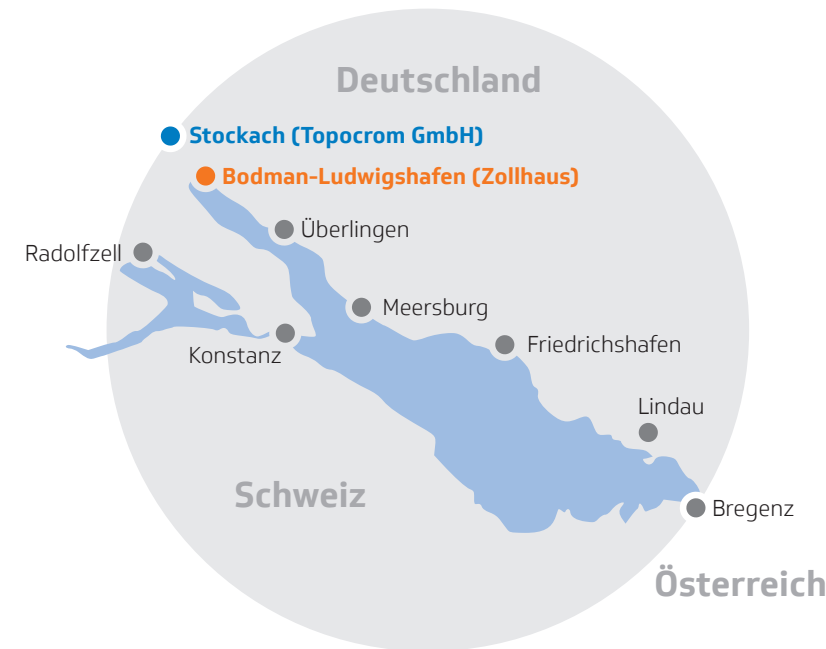 Deutschland
Stockach (Topocrom GmbH)
Bodman-Ludwigshafen (Zollhaus)
Überlingen
Radolfzell
Meersburg
Konstanz
Friedrichshafen
Lindau
Schweiz
Bregenz
Österreich